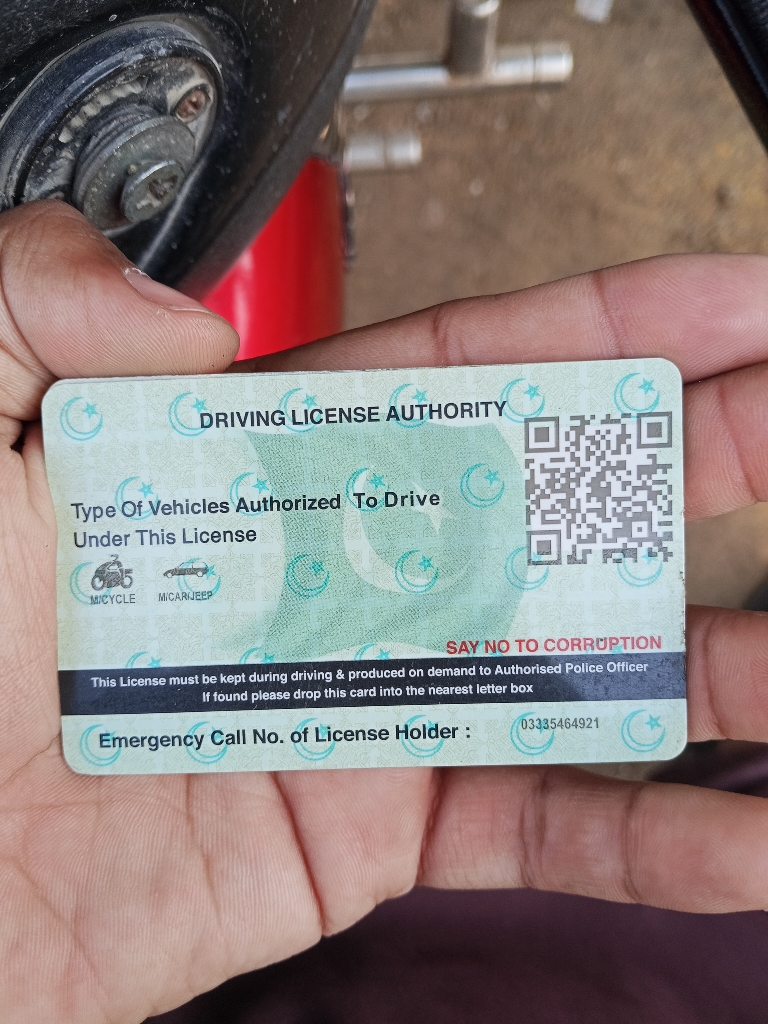 DRIVING LICENSE AUTHORITY
Type Of Vehicles Authorized To Drive
Under This License
M/CYCLE M/CAR/JEEP
SAY NO TO CORRUPTION
This License must be kept during driving & produced on demand to Authorised Police Officer
If found please drop this card into the nearest letter box
Emergency Call No. of License Holder : 03335464921